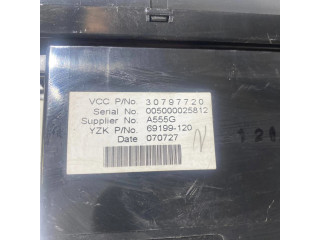 VCC P/No. 30797720
Serial No. 005000025812
Supplier No. A555G
YZK P/No. 69199-120
Date 070727